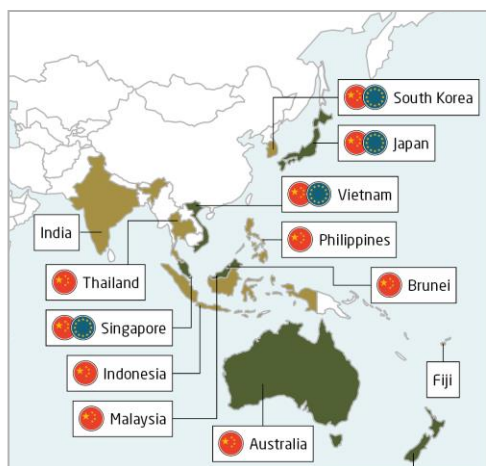 South Korea
Japan
Vietnam
India
Philippines
Thailand
Brunei
Singapore
Indonesia
Fiji
Malaysia
Australia